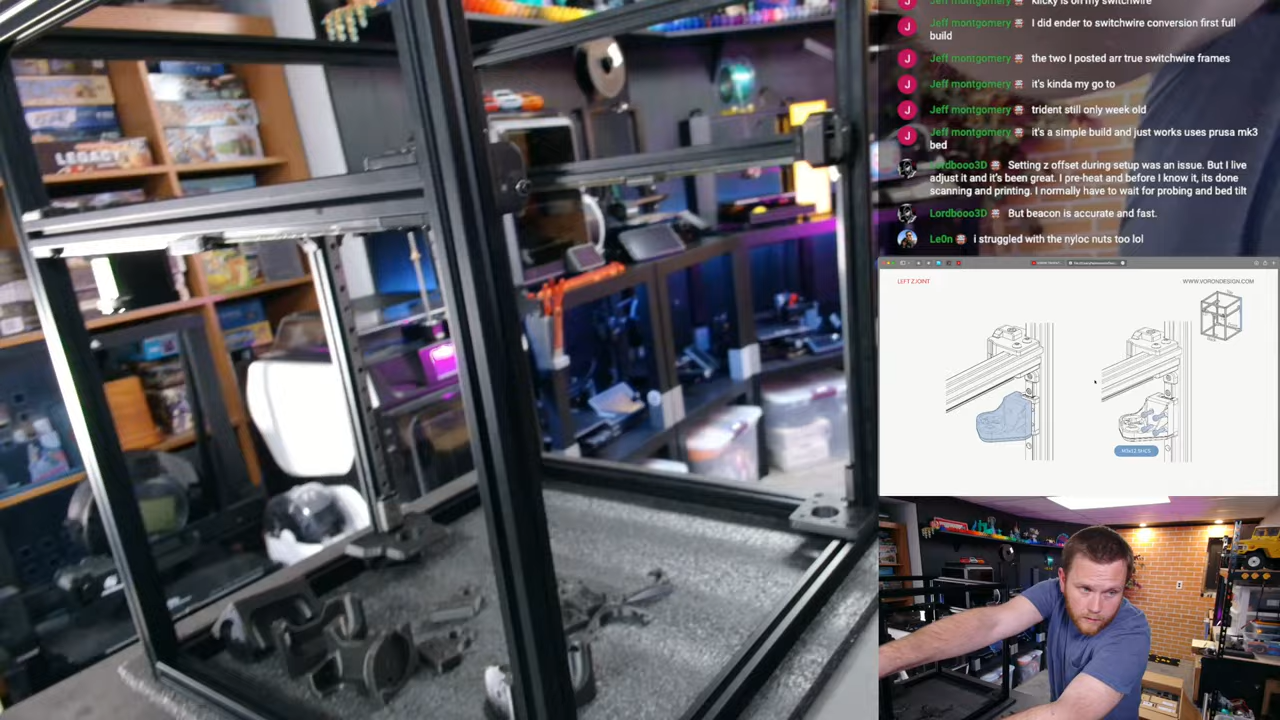 Jeff montgomery klicky is on my switchwire
Jeff montgomery I did ender to switchwire conversion first full
build
Jeff montgomery the two I posted arr true switchwire frames
Jeff montgomery it's kinda my go to
Jeff montgomery trident still only week old
Jeff montgomery it's a simple build and just works uses prusa mk3
bed
Lordbooo3D Setting z offset during setup was an issue. But I live
adjust it and it's been great. I pre-heat and before I know it, its done
scanning and printing. I normally have to wait for probing and bed tilt
Lordbooo3D But beacon is accurate and fast.
Le0n i struggled with the nyloc nuts too lol
LEFT Z JOINT
WWW.VORONDESIGN.COM
LEGACY